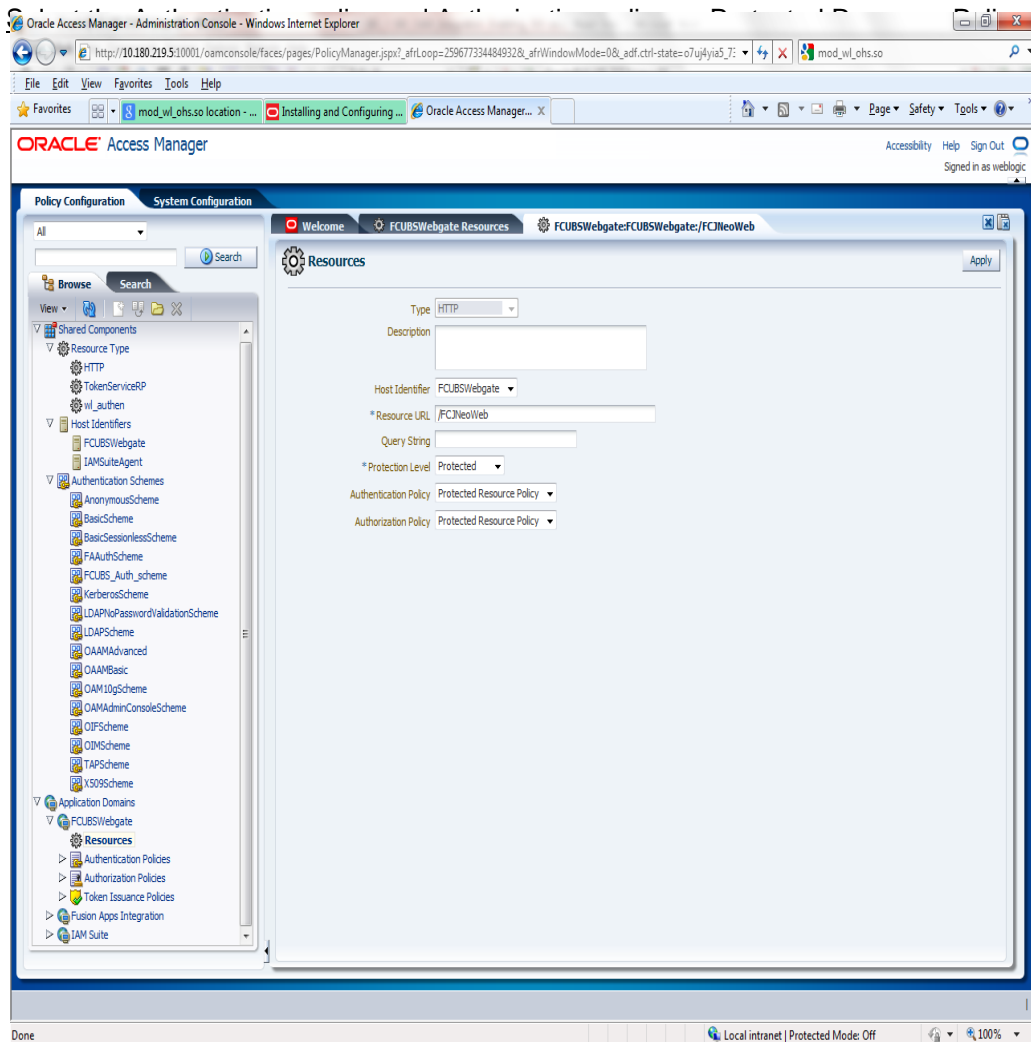 Oracle Access Manager - Administration Console - Windows Internet Explorer
http://10.180.219.5:10001/oamconsole/faces/pages/PolicyManager.jspx?_afrLoop=259677334484932&_afrWindowMode=0&_adf.ctrl-state=o7uj4yia5_73
mod_wl_ohs.so
File Edit View Favorites Tools Help
Favorites
mod_wl_ohs.so location - ...
Installing and Configuring ...
Oracle Access Manager... X
Page Safety Tools
ORACLE Access Manager
Accessibility Help Sign Out
Signed in as weblogic
Policy Configuration System Configuration
All
Search
Browse Search
View
Shared Components
Resource Type
HTTP
TokenServiceRP
wl_authen
Host Identifiers
FCUBSWebgate
IAMSuiteAgent
Authentication Schemes
AnonymousScheme
BasicScheme
BasicSessionlessScheme
FAAuthScheme
FCUBS_Auth_scheme
KerberosScheme
LDAPNoPasswordValidationScheme
LDAPScheme
OAAMAdvanced
OAAMBasic
OAM10gScheme
OAMAdminConsoleScheme
OIFScheme
OIMScheme
TAPScheme
X509Scheme
Application Domains
FCUBSWebgate
Resources
Authentication Policies
Authorization Policies
Token Issuance Policies
Fusion Apps Integration
IAM Suite
Welcome FCUBSWebgate Resources FCUBSWebgate:FCUBSWebgate:/FCJNeoWeb
Resources
Apply
Type HTTP
Description
Host Identifier FCUBSWebgate
* Resource URL /FCJNeoWeb
Query String
* Protection Level Protected
Authentication Policy Protected Resource Policy
Authorization Policy Protected Resource Policy
Done
Local intranet | Protected Mode: Off
100%